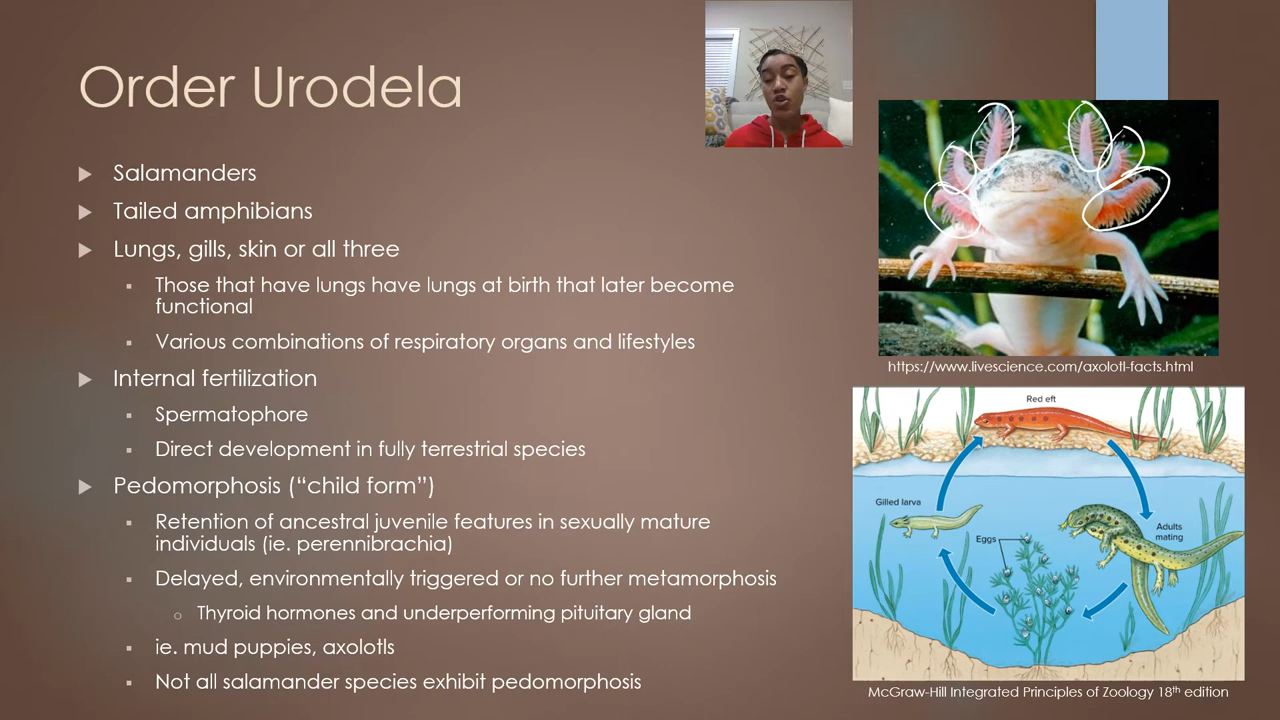 Order Urodela
Salamanders
Tailed amphibians
Lungs, gills, skin or all three
Those that have lungs have lungs at birth that later become
functional
Various combinations of respiratory organs and lifestyles
Internal fertilization
Spermatophore
Direct development in fully terrestrial species
Pedomorphosis (“child form”)
Retention of ancestral juvenile features in sexually mature
individuals (ie. perennibrachia)
Delayed, environmentally triggered or no further metamorphosis
Thyroid hormones and underperforming pituitary gland
ie. mud puppies, axolotls
Not all salamander species exhibit pedomorphosis
https://www.livescience.com/axolotl-facts.html
Red eft
Gilled larva
Eggs
Adults
mating
McGraw-Hill Integrated Principles of Zoology 18th edition